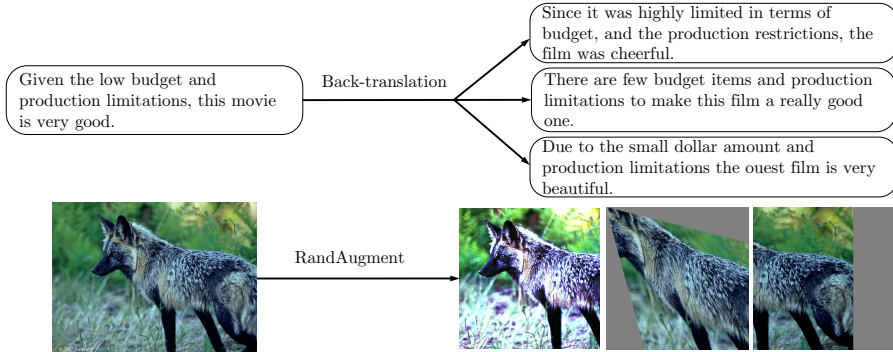 Since it was highly limited in terms of
budget, and the production restrictions, the
film was cheerful.
Given the low budget and
production limitations, this movie
is very good.
Back-translation
There are few budget items and production
limitations to make this film a really good
one.
Due to the small dollar amount and
production limitations the ouest film is very
beautiful.
RandAugment